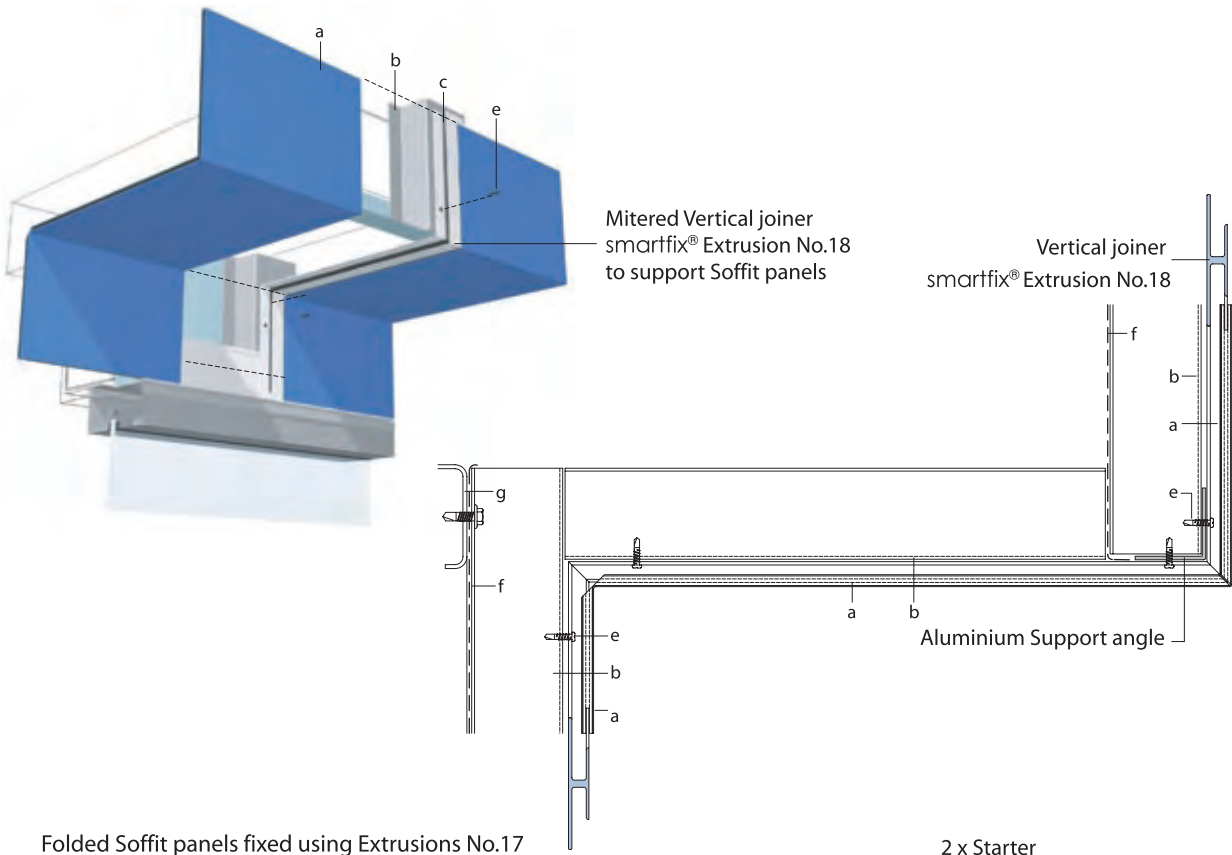 a
b
c
e
Mitered Vertical joiner
smartfix® Extrusion No.18
to support Soffit panels
Vertical joiner
smartfix® Extrusion No.18
f
b
a
e
g
f
a
b
Aluminium Support angle
e
b
a
Folded Soffit panels fixed using Extrusions No.17
2 x Starter